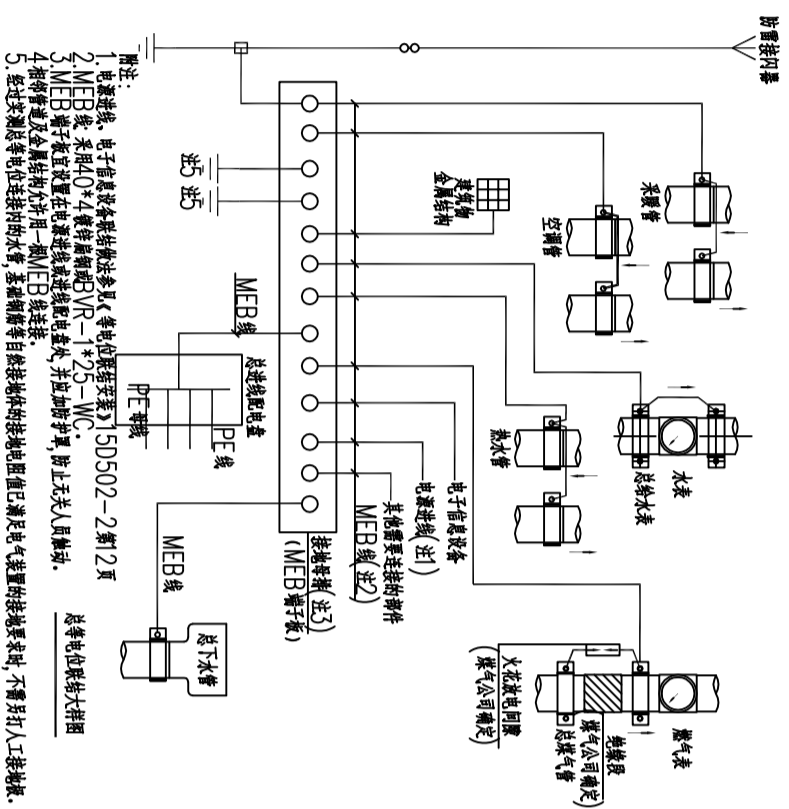 防雷接闪器
采暖管
空调管
建筑物
金属结构
注5
注5
水表
总给水表
热水管
电子信息设备
电源进线(注1)
MEB线(注2)
其他需要连接的部件
接地母排(注3)
(MEB端子板)
MEB线
总进线配电盘
PE线
PE母线
MEB线
总下水管
燃气表
绝缘段
(煤气公司确定)
总煤气管
火花放电间隙
(煤气公司确定)
总等电位联结大样图
附注:
1. 电源进线、电子信息设备联结做法参见《等电位联结安装》15D502-2第12页
2.MEB线: 采用40*4镀锌扁钢或BVR-1*25-WC.
3.MEB端子板宜设置在电源进线或进线配电盘处,并应加防护罩,防止无关人员触动.
4.相邻管道及金属结构允许用一根MEB线连接.
5. 经过实测总等电位连接内的水管,基础钢筋等自然接地体的接地电阻值已满足电气装置的接地要求时,不需另打人工接地极.